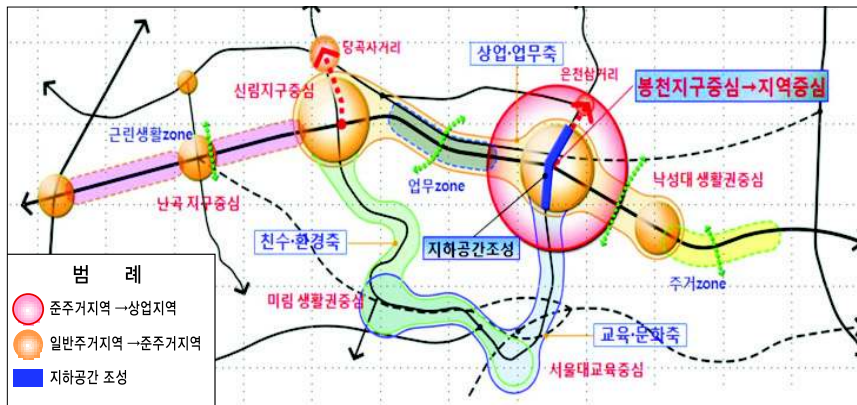 당곡사거리
상업·업무축
은천삼거리
신림지구중심
봉천지구중심→지역중심
근린생활zone
업무zone
낙성대 생활권중심
난곡 지구중심
친수·환경축
지하공간조성
주거zone
미림 생활권중심
교육·문화축
서울대교육중심
범 례
준주거지역→상업지역
일반주거지역→준주거지역
지하공간 조성